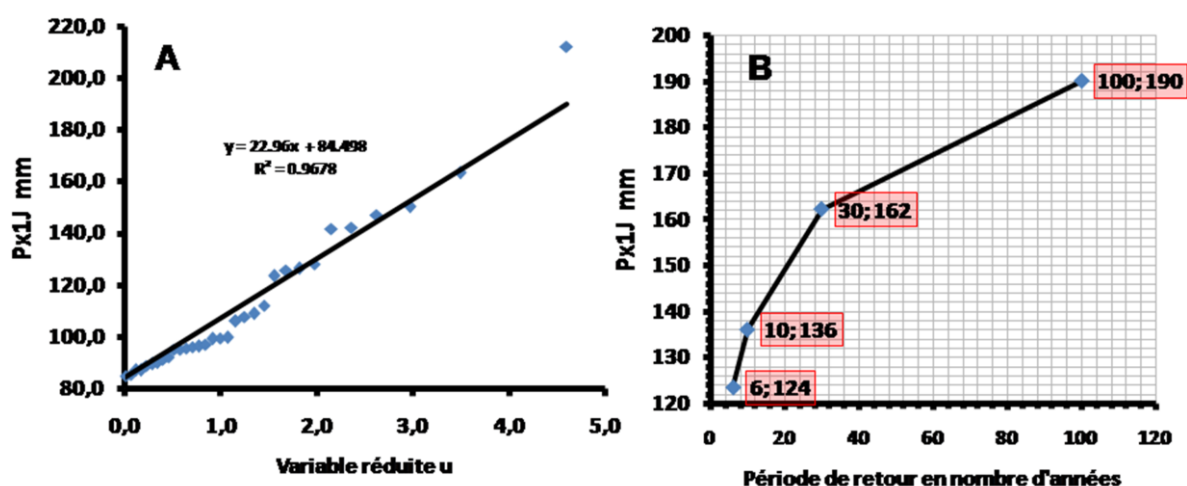 A
220,0
200,0
180,0
160,0
140,0
120,0
100,0
80,0
Px1J mm
y = 22.96x + 84.498
R² = 0.9678
0,0 1,0 2,0 3,0 4,0 5,0
Variable réduite u
B
200
190
180
170
160
150
140
130
120
Px1J mm
100; 190
30; 162
10; 136
6; 124
0 20 40 60 80 100 120
Période de retour en nombre d'années